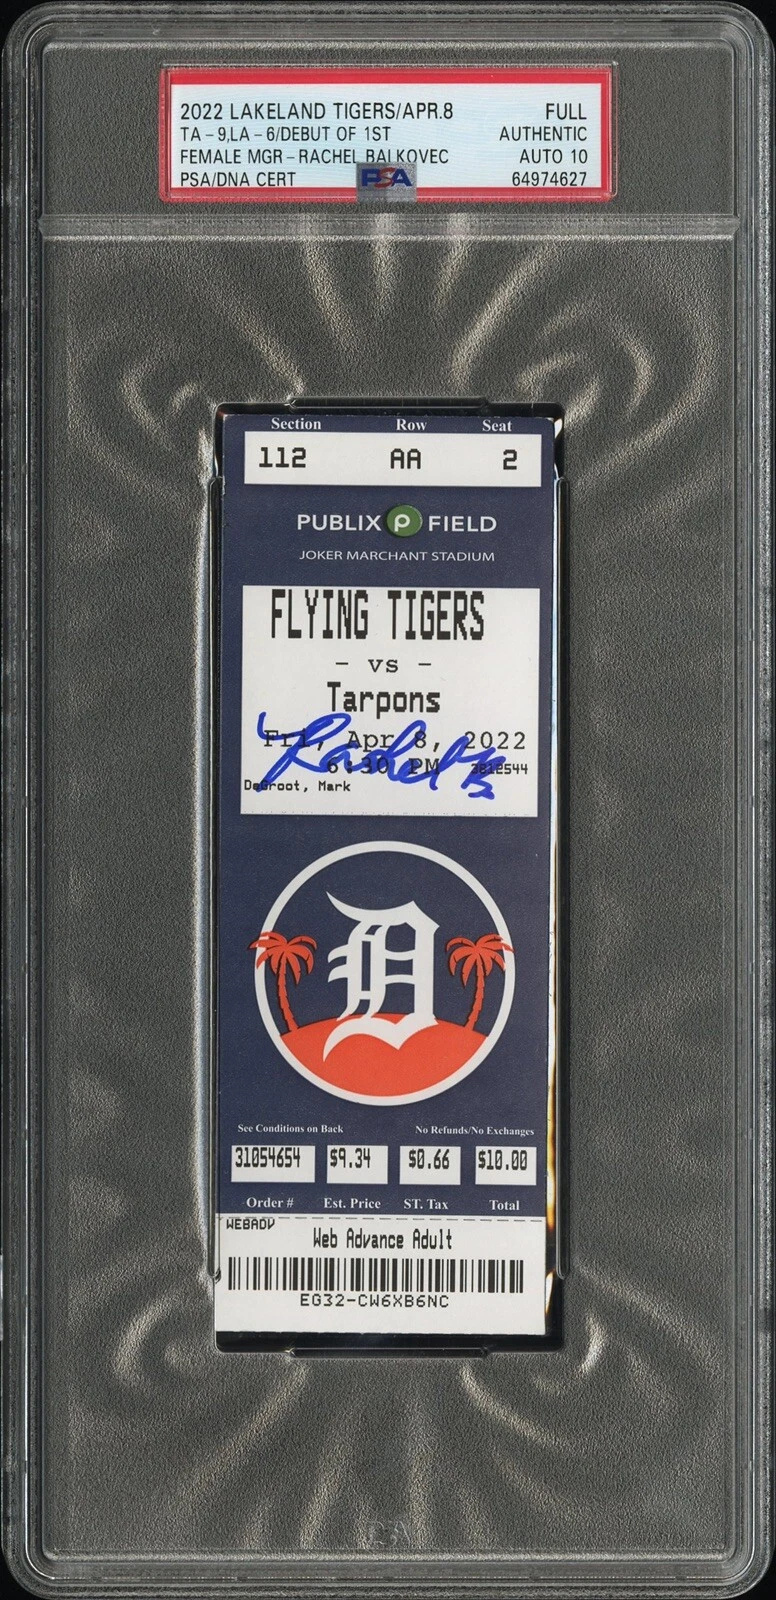 2022 LAKELAND TIGERS/APR.8 FULL
TA-9,LA-6/DEBUT OF 1ST AUTHENTIC
FEMALE MGR-RACHEL BALKOVEC AUTO 10
PSA/DNA CERT PSA 64974627
Section Row Seat
112 AA 2
PUBLIX P FIELD
JOKER MARCHANT STADIUM
FLYING TIGERS
- vs -
Tarpons
Fri, Apr 8, 2022
6:30 PM 3812544
DeGroot, Mark
Rachel B
D
See Conditions on Back No Refunds/No Exchanges
31054654 $9.34 $0.66 $10.00
Order # Est. Price ST. Tax Total
WEBADV
Web Advance Adult
EG32-CW6XB6NC
PSA